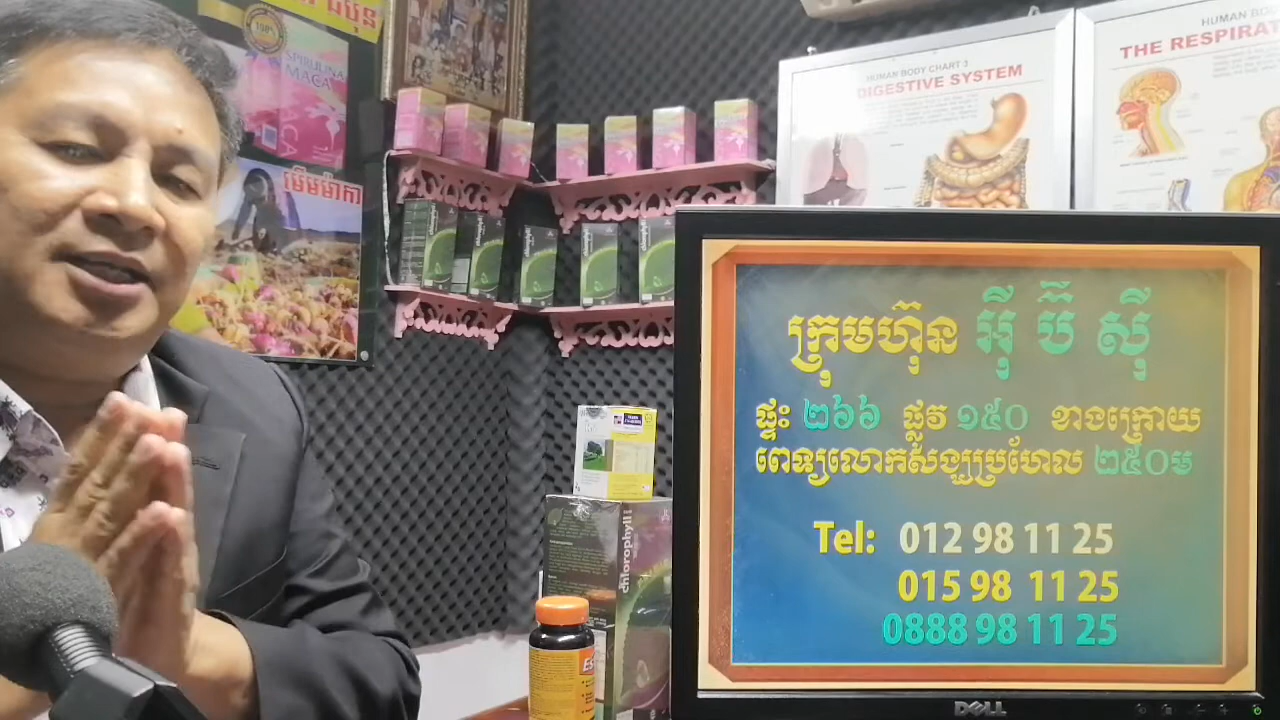 100%
SPIRULINA
MACA
មើមម៉ាកា
HUMAN BODY CHART 3
DIGESTIVE SYSTEM
HUMAN BODY
THE RESPIRAT
ក្រុមហ៊ុន អ៊ី ប៊ី ស៊ី
ផ្ទះ ២៦៦ ផ្លូវ ១៥០ ខាងក្រោយ
ពេទ្យលោកសង្ឃប្រហែល ២៥០ម
Tel: 012 98 11 25
015 98 11 25
0888 98 11 25
chlorophyll
DELL